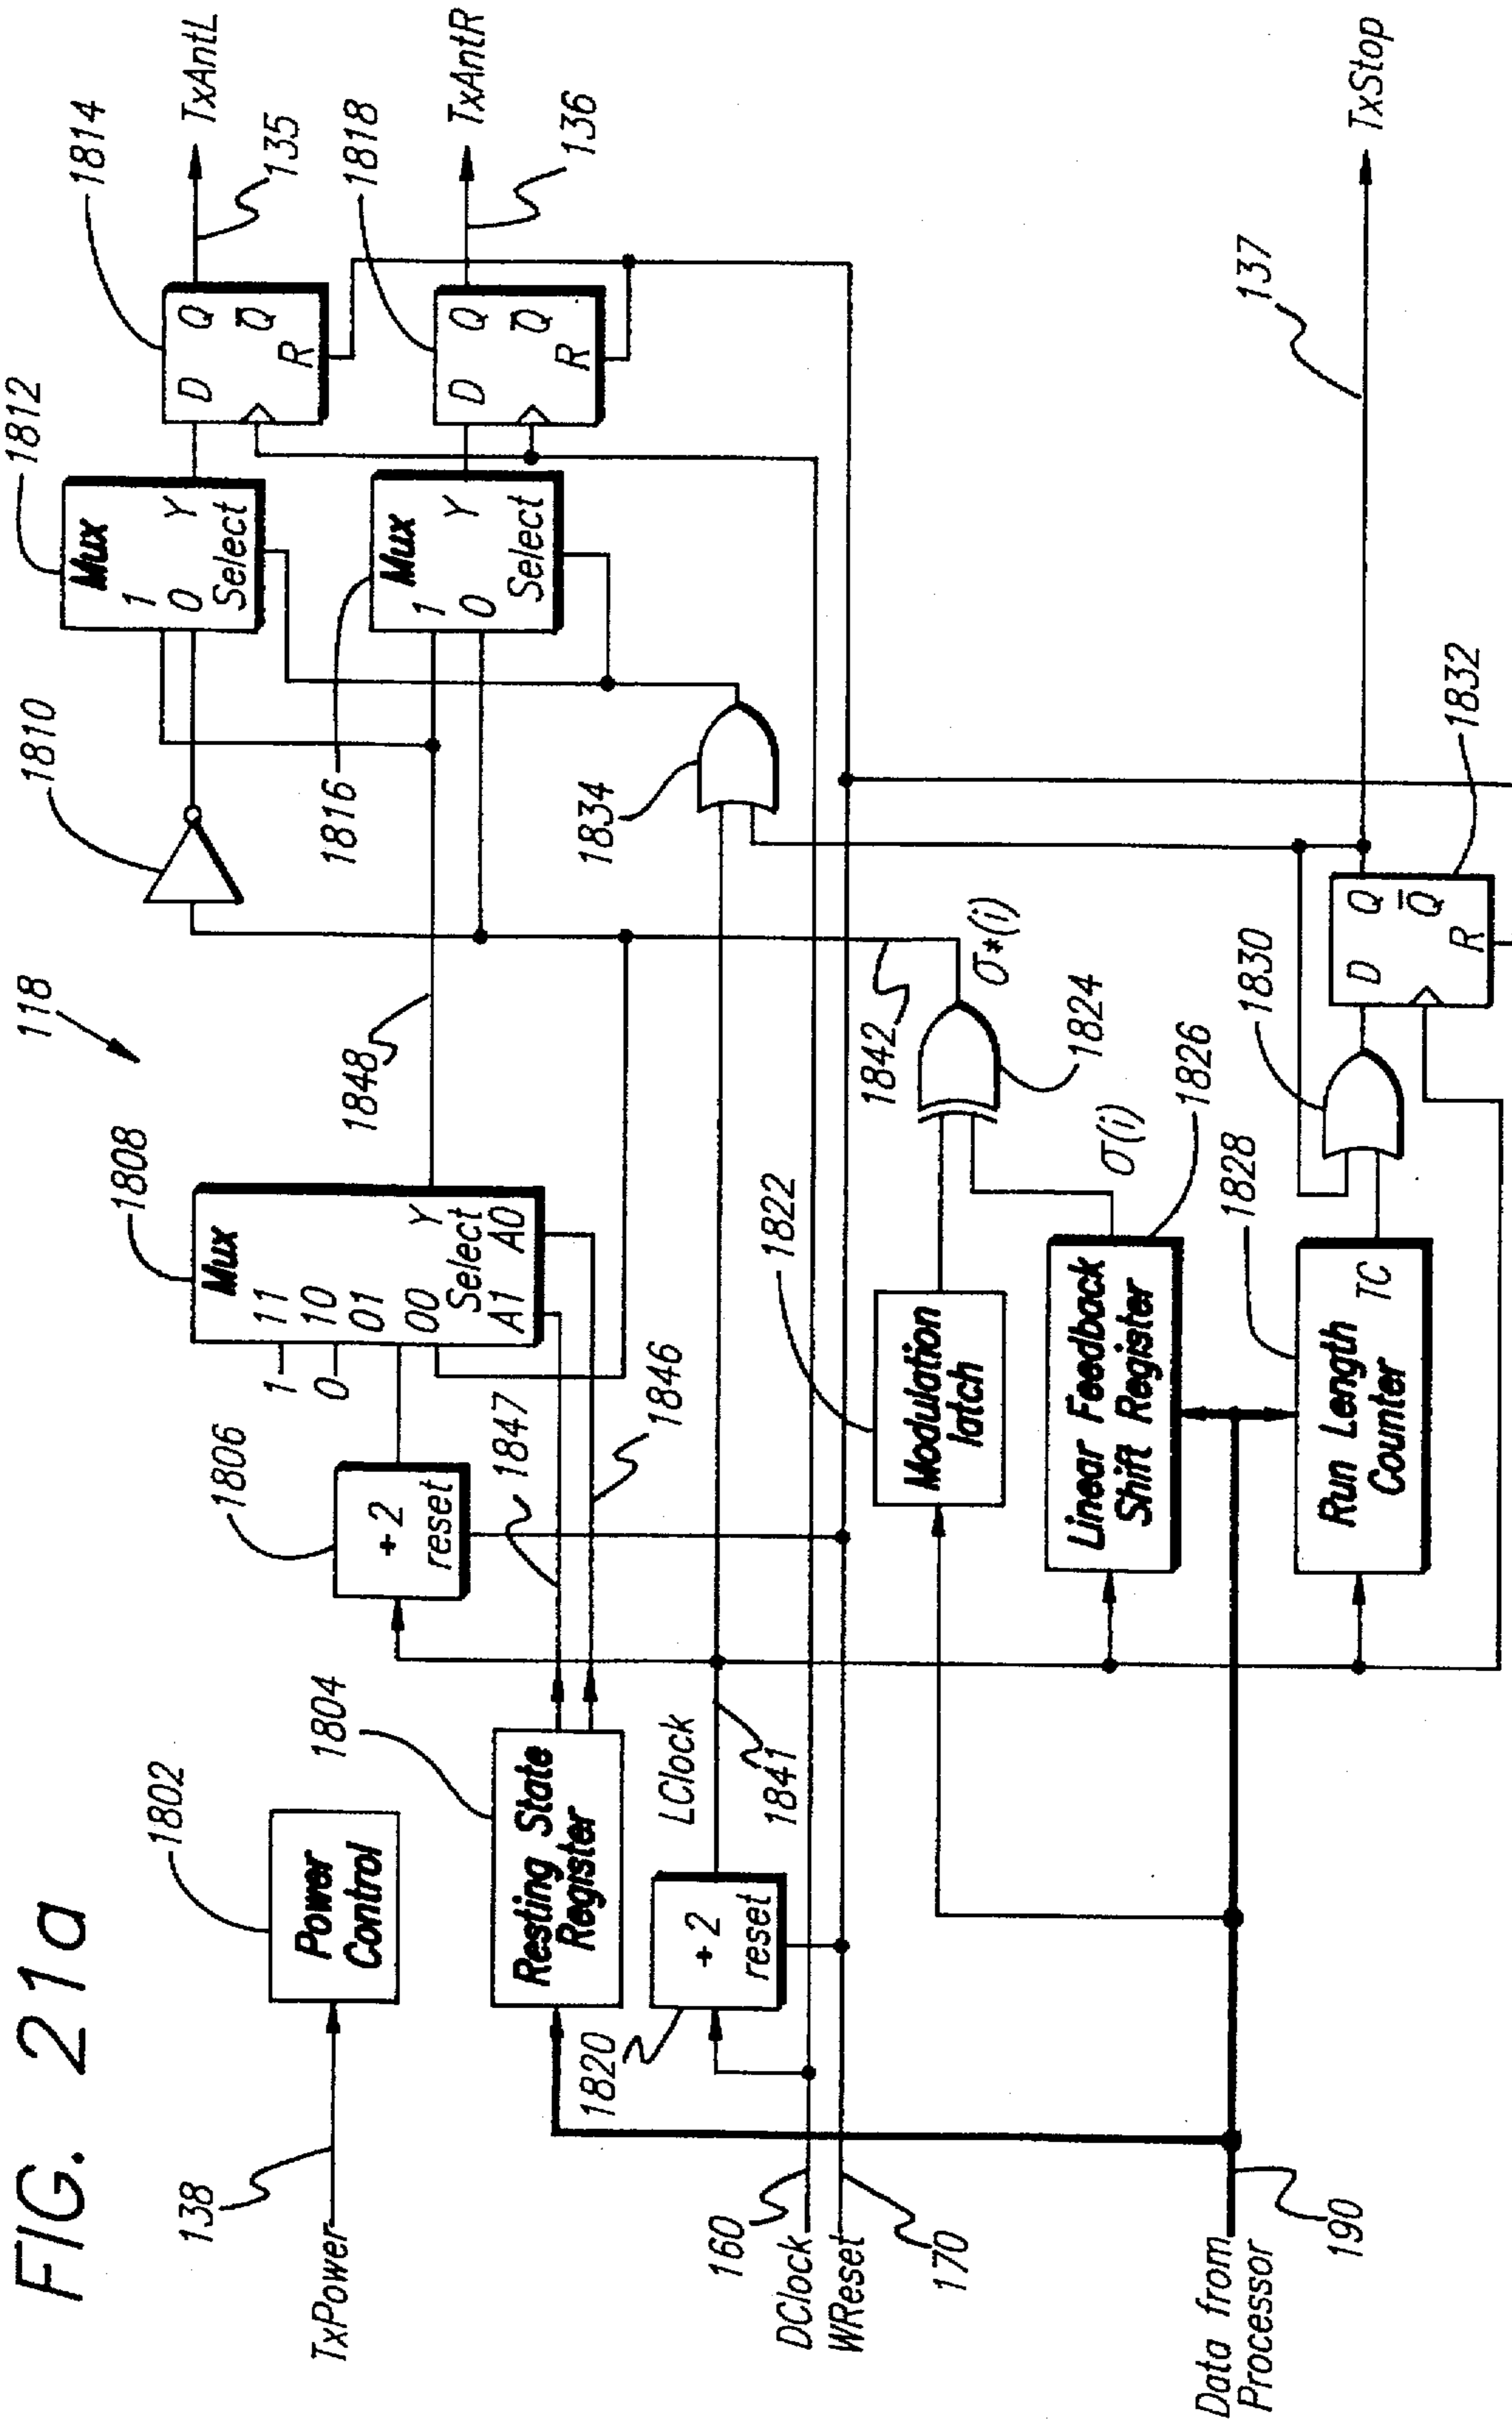 FIG. 21a
118
TxPower
138
1802
Power
Control
1804
Resting State
Register
1806
÷2
reset
1847
1846
1808
Mux
11
10
01
00
Y
Select
A1 A0
1
0
1848
1810
1812
Mux
1
0
Y
Select
1814
D Q
Q
R
135
TxAntL
1816
Mux
1
0
Y
Select
1818
D Q
Q
R
136
TxAntR
1820
÷2
reset
LClock
1841
1834
160
DClock
WReset
170
1822
Modulation
latch
1842
σ*(i)
1824
σ(i)
1826
Linear Feedback
Shift Register
1828
Run Length
Counter
TC
1830
D Q
Q
R
1832
137
TxStop
Data from
Processor
190